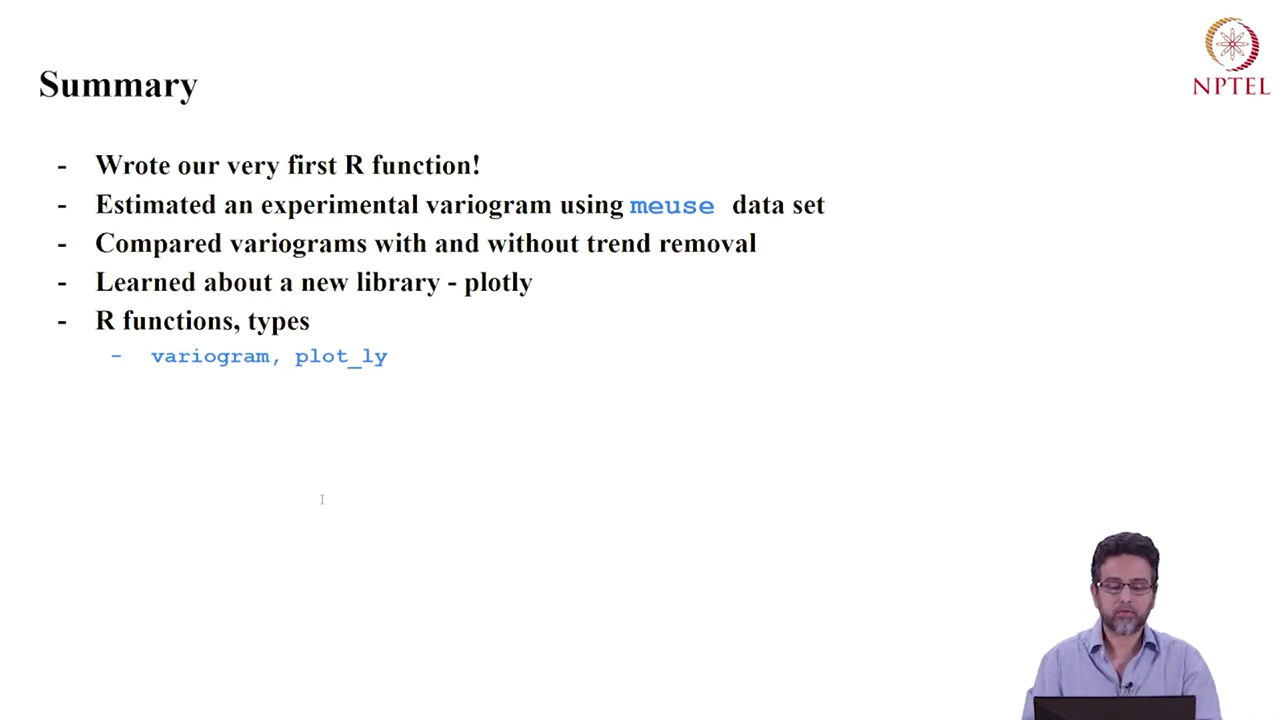 NPTEL
Summary
- Wrote our very first R function!
- Estimated an experimental variogram using meuse data set
- Compared variograms with and without trend removal
- Learned about a new library - plotly
- R functions, types
- variogram, plot_ly